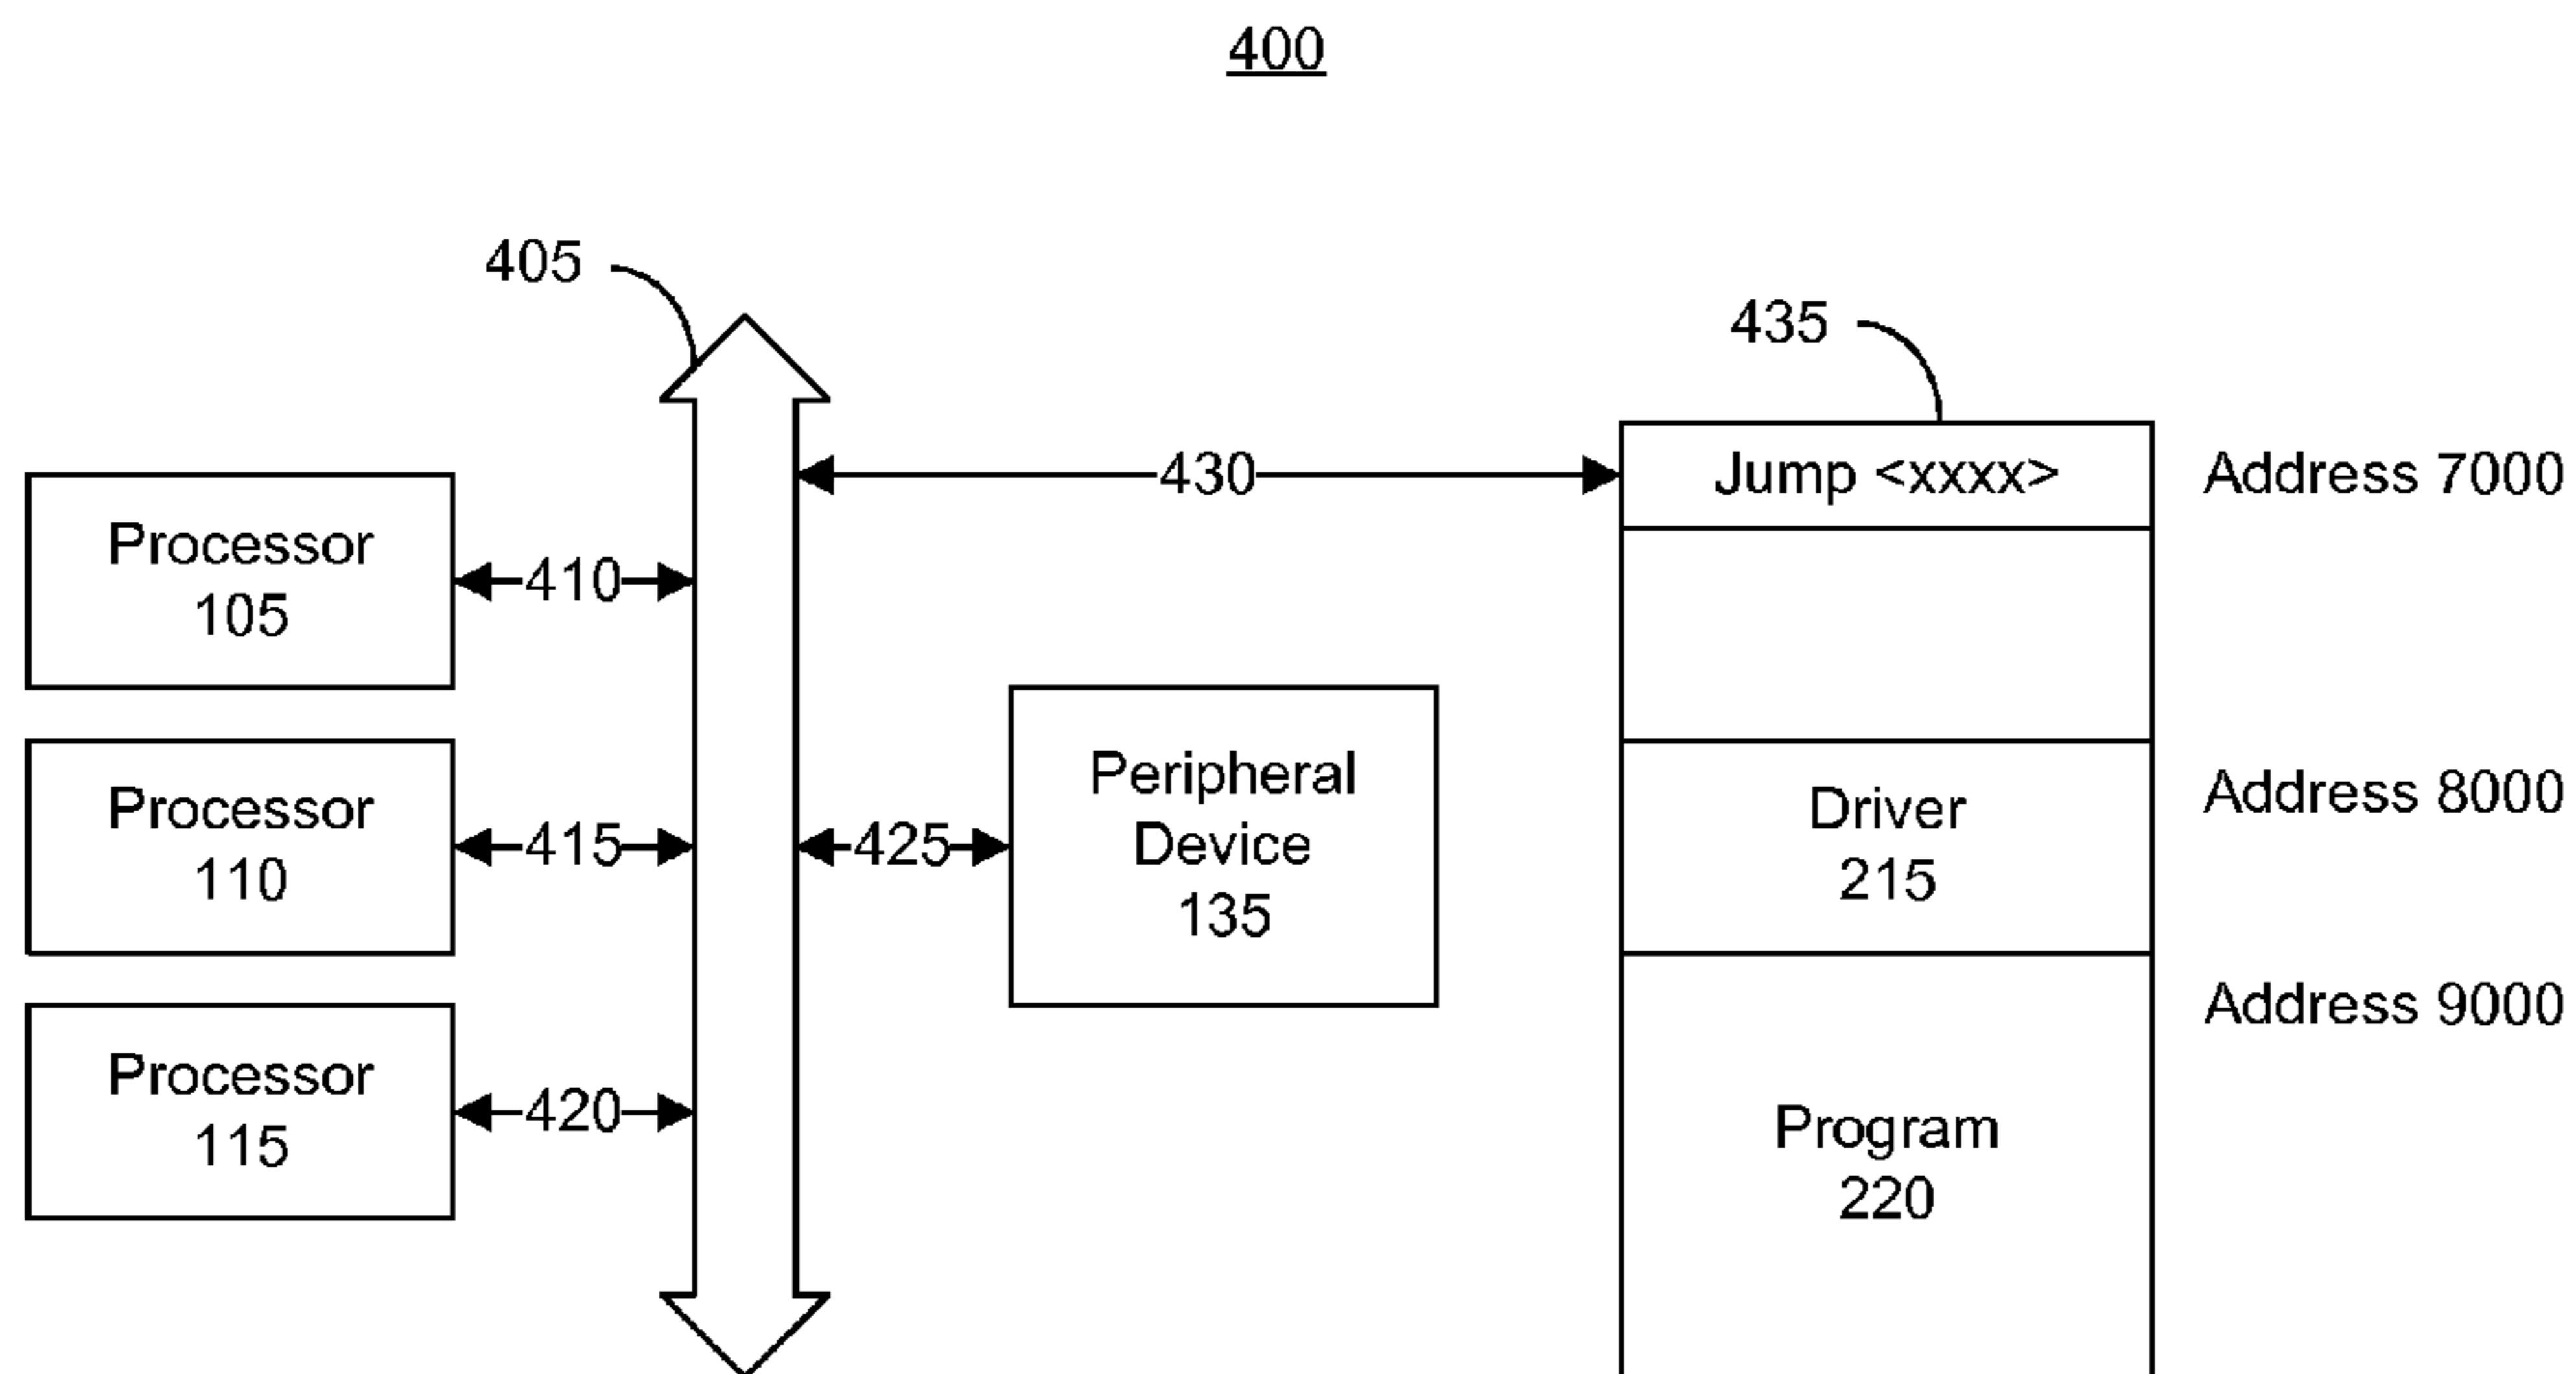 400
405
435
430
Jump <xxxx>
Address 7000
Processor
105
410
Processor
110
415
425
Peripheral
Device
135
Driver
215
Address 8000
Address 9000
Processor
115
420
Program
220